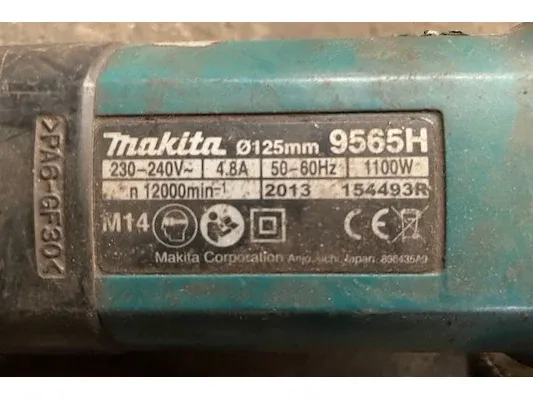 makita Ø125mm 9565H
230-240V~ 4.8A 50-60Hz 1100W
n 12000min-1 2013 154493R
M14 CE
Makita Corporation Anjo, Aichi, Japan.
>PA6-GF30<